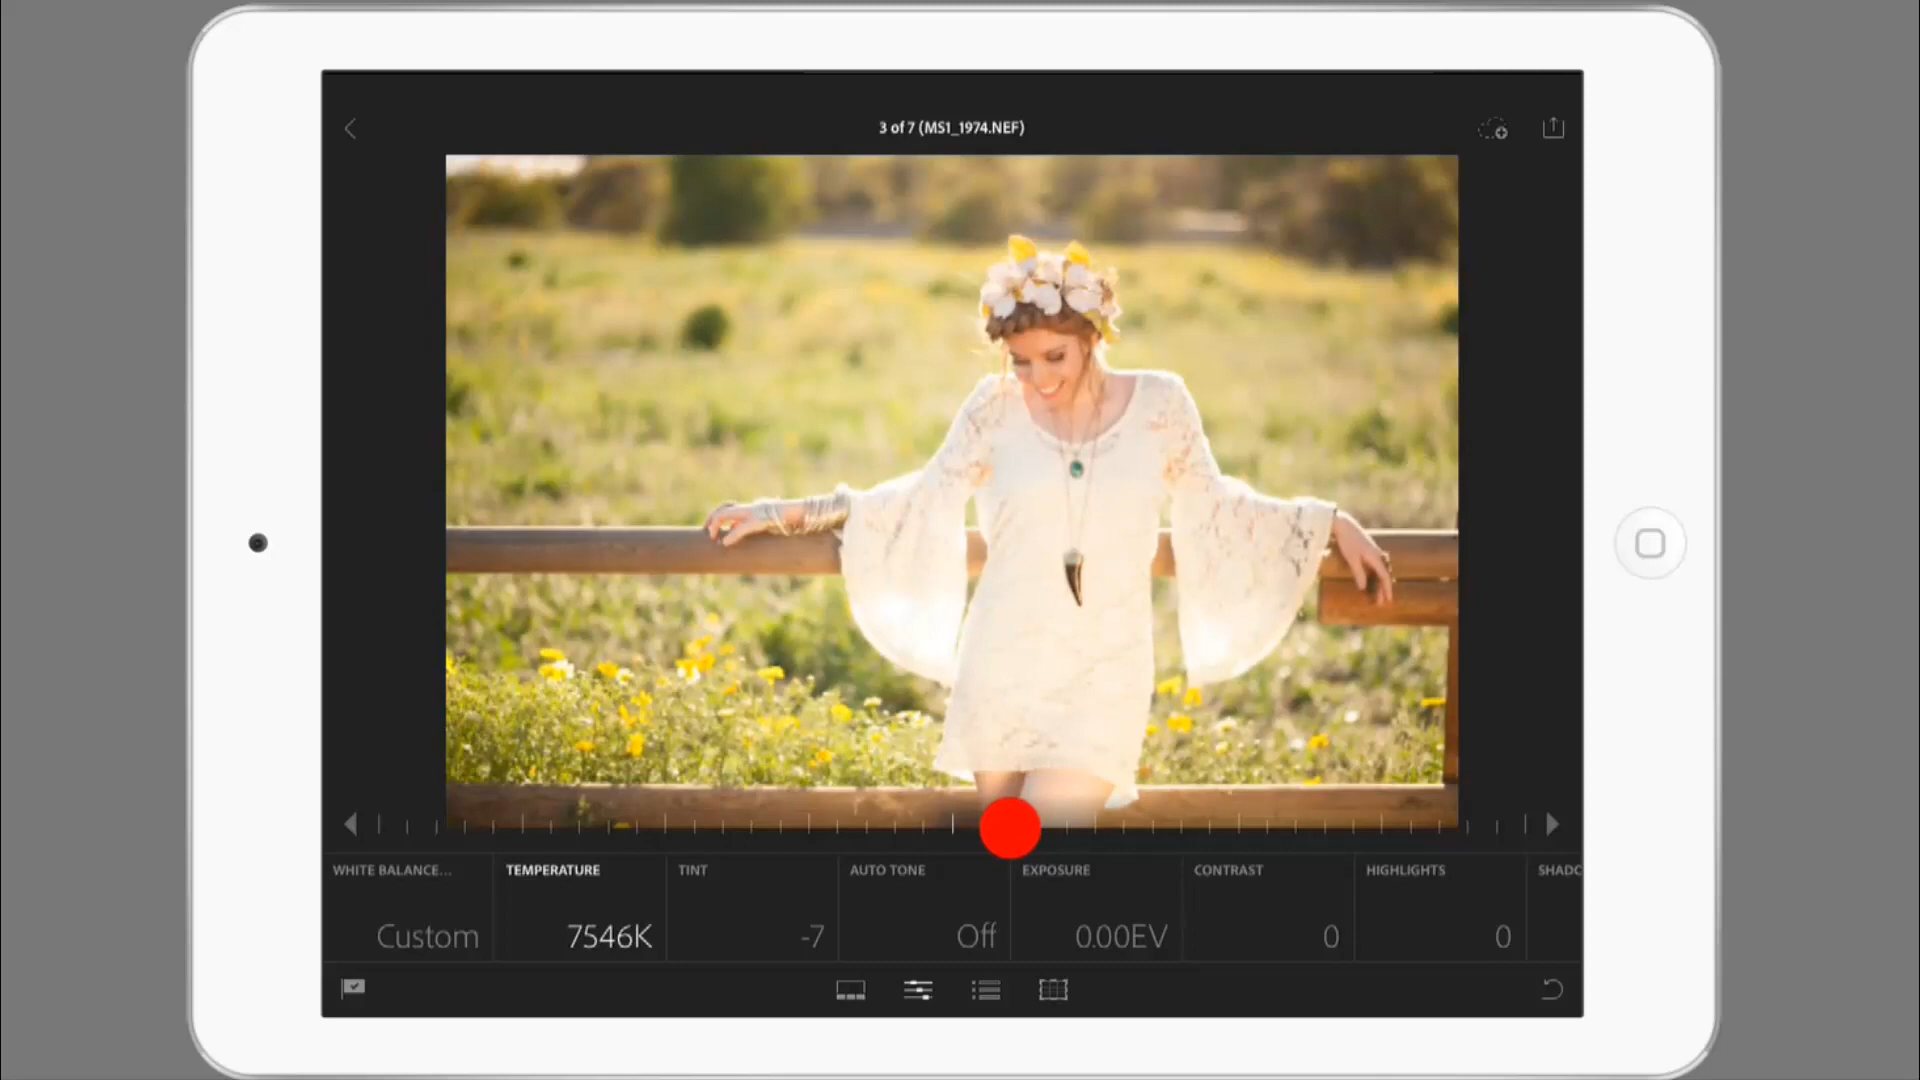 3 of 7 (MS1_1974.NEF)
WHITE BALANCE... TEMPERATURE TINT AUTO TONE EXPOSURE CONTRAST HIGHLIGHTS SHADC
Custom 7546K -7 Off 0.00EV 0 0